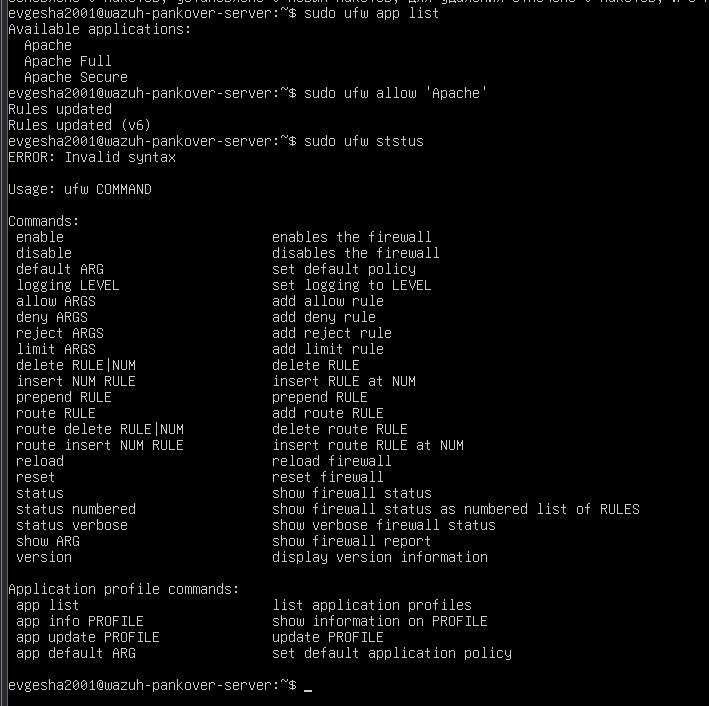 evgesha2001@wazuh-pankover-server:~$ sudo ufw app list
Available applications:
  Apache
  Apache Full
  Apache Secure
evgesha2001@wazuh-pankover-server:~$ sudo ufw allow 'Apache'
Rules updated
Rules updated (v6)
evgesha2001@wazuh-pankover-server:~$ sudo ufw ststus
ERROR: Invalid syntax

Usage: ufw COMMAND

Commands:
 enable                          enables the firewall
 disable                         disables the firewall
 default ARG                     set default policy
 logging LEVEL                   set logging to LEVEL
 allow ARGS                      add allow rule
 deny ARGS                       add deny rule
 reject ARGS                     add reject rule
 limit ARGS                      add limit rule
 delete RULE|NUM                 delete RULE
 insert NUM RULE                 insert RULE at NUM
 prepend RULE                    prepend RULE
 route RULE                      add route RULE
 route delete RULE|NUM           delete route RULE
 route insert NUM RULE           insert route RULE at NUM
 reload                          reload firewall
 reset                           reset firewall
 status                          show firewall status
 status numbered                 show firewall status as numbered list of RULES
 status verbose                  show verbose firewall status
 show ARG                        show firewall report
 version                         display version information

Application profile commands:
 app list                        list application profiles
 app info PROFILE                show information on PROFILE
 app update PROFILE              update PROFILE
 app default ARG                 set default application policy

evgesha2001@wazuh-pankover-server:~$ _